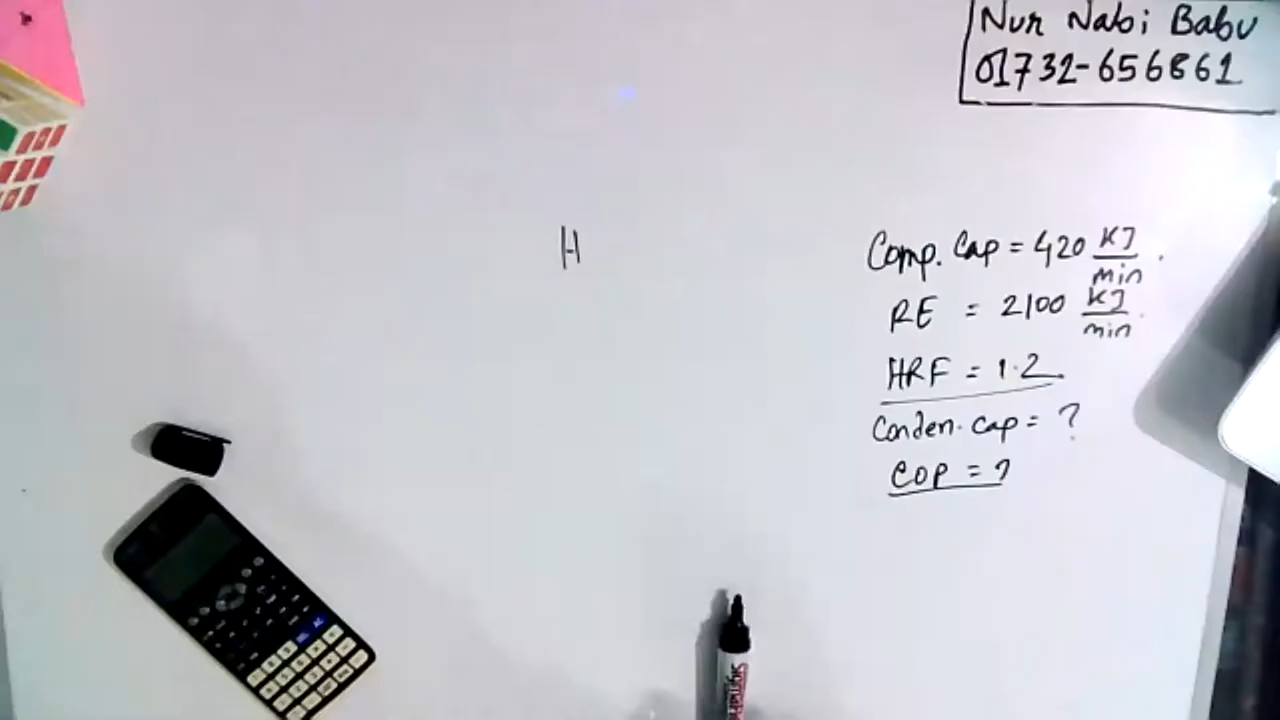 Nur Nabi Babu
01732-656861
H
Comp. Cap = 420 KJ/min.
RE = 2100 KJ/min.
HRF = 1.2.
Conden. Cap = ?
COP = ?